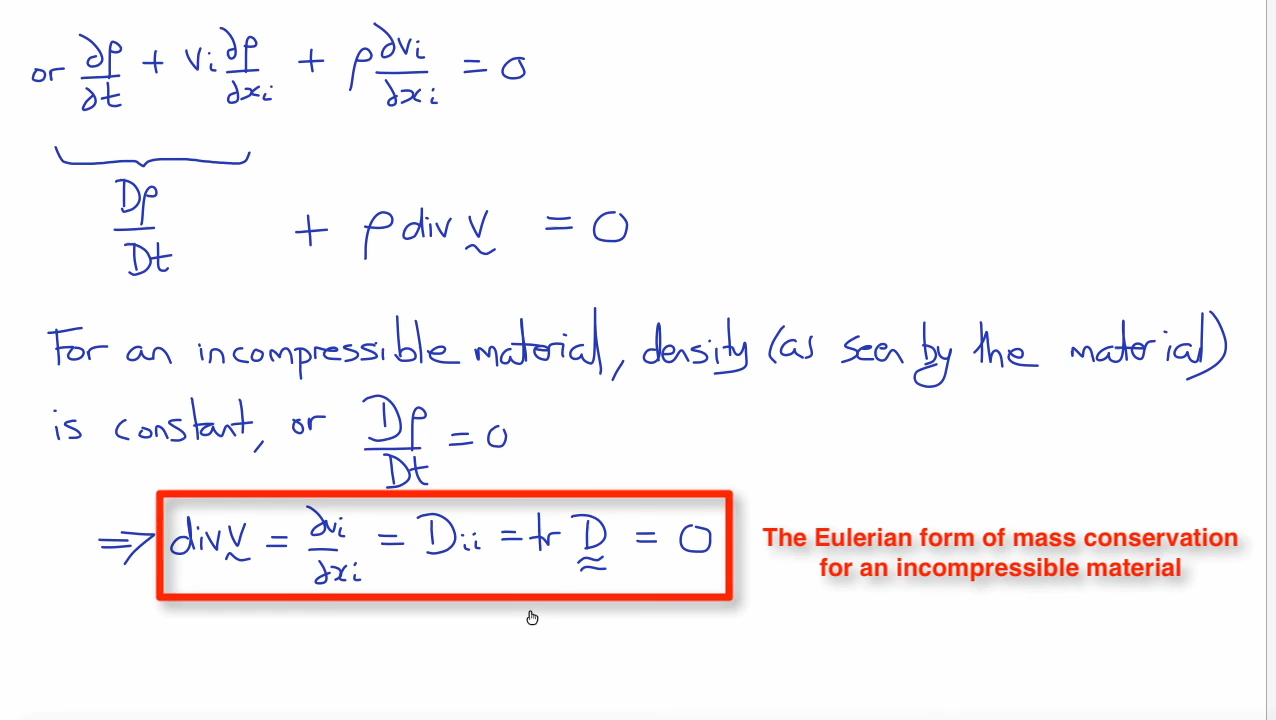 or ∂ρ/∂t + vᵢ ∂ρ/∂xᵢ + ρ ∂vᵢ/∂xᵢ = 0
Dρ/Dt + ρ div v̰ = 0
For an incompressible material, density (as seen by the material)
is constant, or Dρ/Dt = 0
⇒ div v̰ = ∂vᵢ/∂xᵢ = Dᵢᵢ = tr D̰̰ = 0
The Eulerian form of mass conservation
for an incompressible material